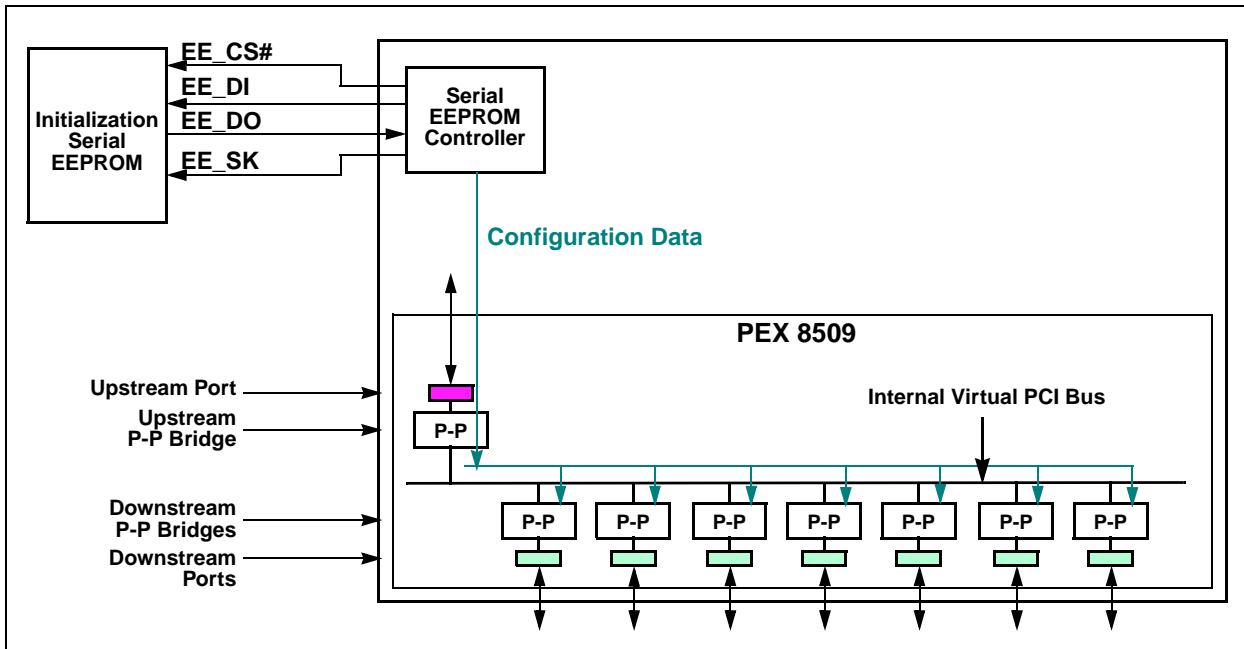 EE_CS#
EE_DI
EE_DO
EE_SK
Initialization
Serial
EEPROM
Serial
EEPROM
Controller
Configuration Data
PEX 8509
Upstream Port
Upstream
P-P Bridge
Internal Virtual PCI Bus
P-P
Downstream
P-P Bridges
Downstream
Ports
P-P P-P P-P P-P P-P P-P P-P